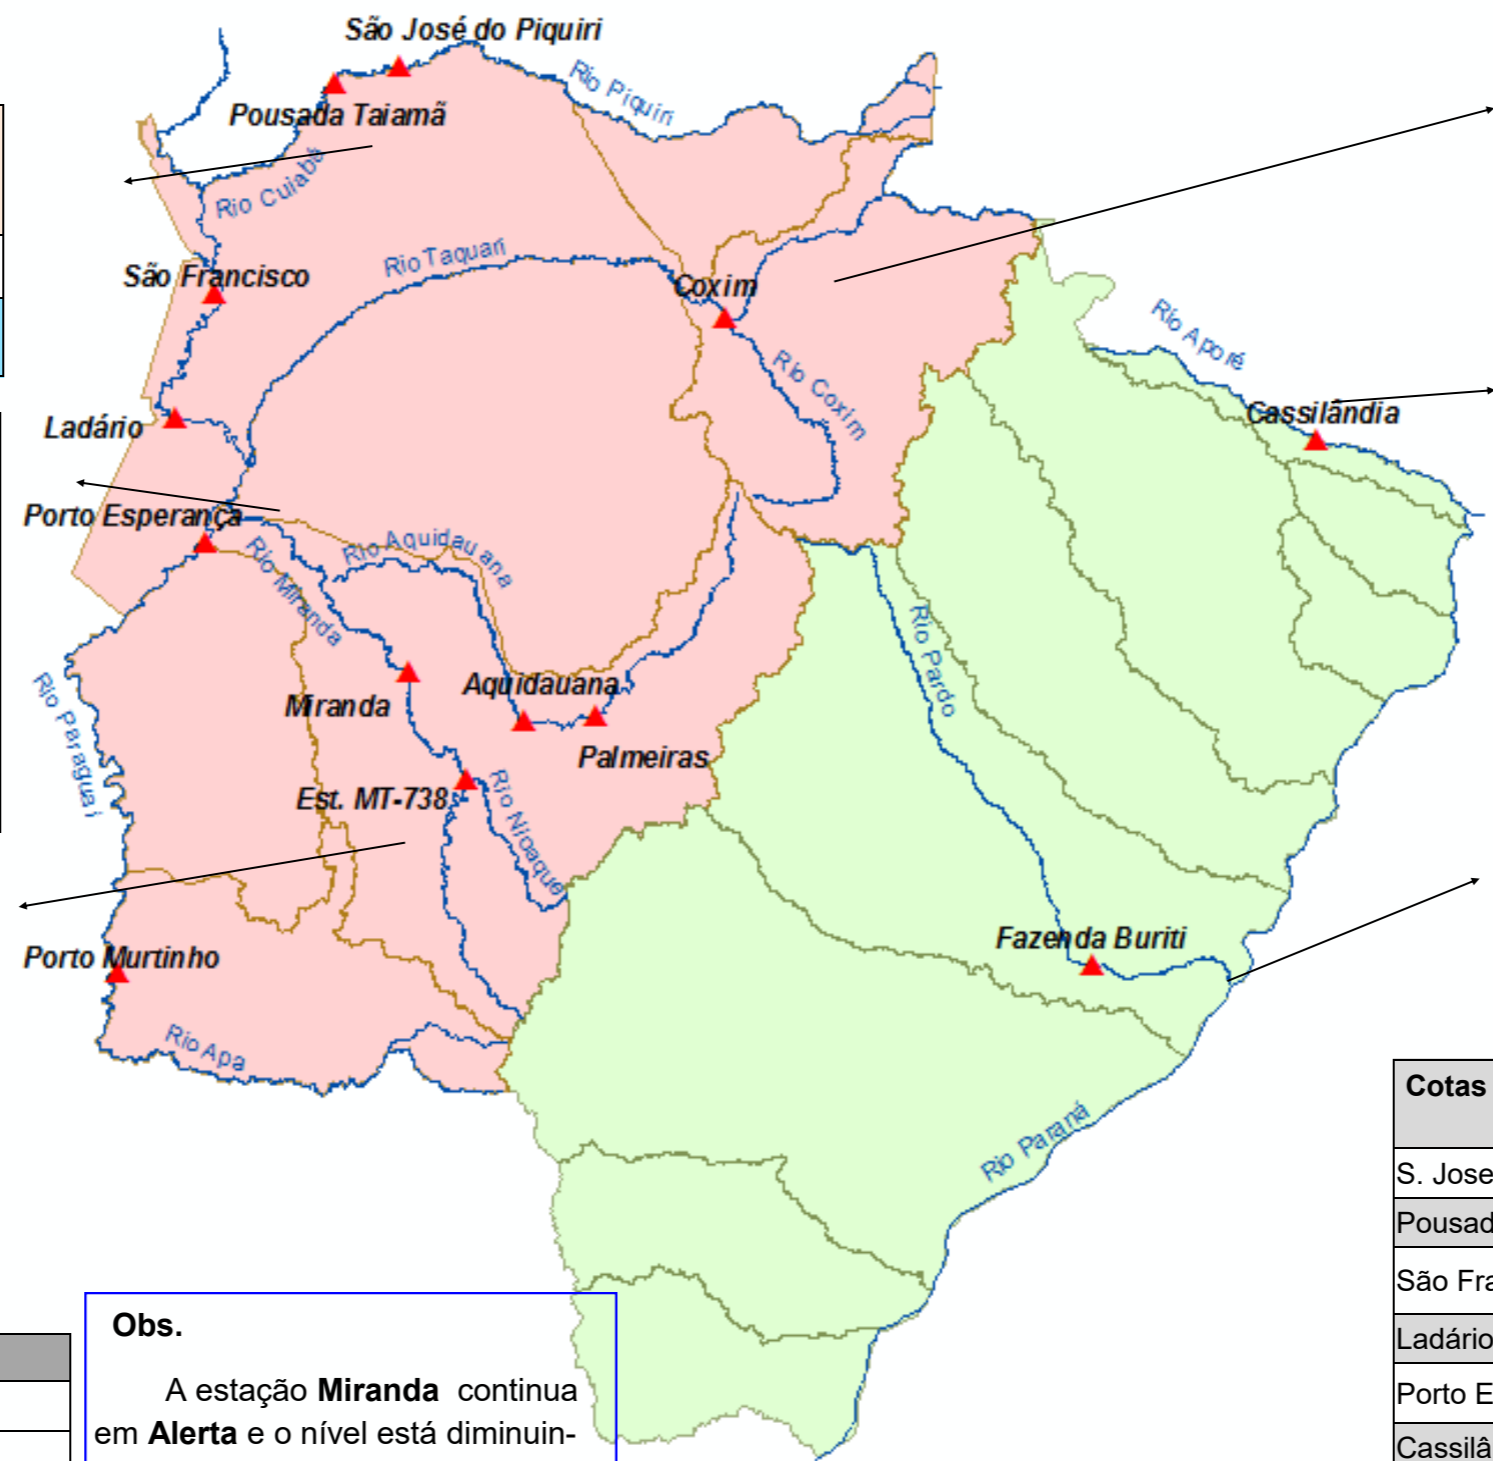 São José do Piquiri
Rio Piquiri
Pousada Taiamã
Rio Cuiabá
Rio Taquari
São Francisco
Coxim
Rio Aporé
Rio Coxim
Cassilândia
Ladário
Porto Esperança
Rio Aquidauana
Rio Miranda
Rio Pardo
Aquidauana
Miranda
Rio Paraguai
Palmeiras
Est. MT-738
Rio Nioaque
Fazenda Buriti
Porto Murtinho
Rio Apa
Rio Paraná
Cotas
S. Jose
Pousad
São Fra
Ladário
Porto E
Cassilâ
Obs.
A estação Miranda continua
em Alerta e o nível está diminuin-